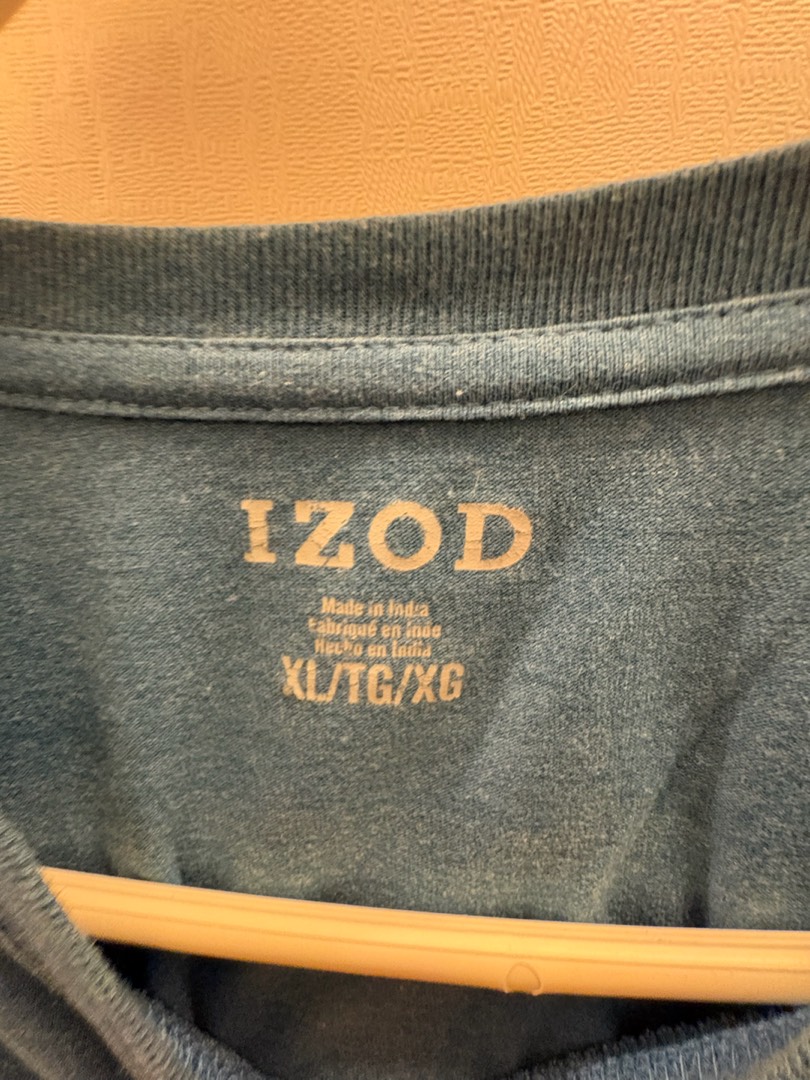 IZOD
Made in India
Fabriqué en Inde
Hecho en India
XL/TG/XG